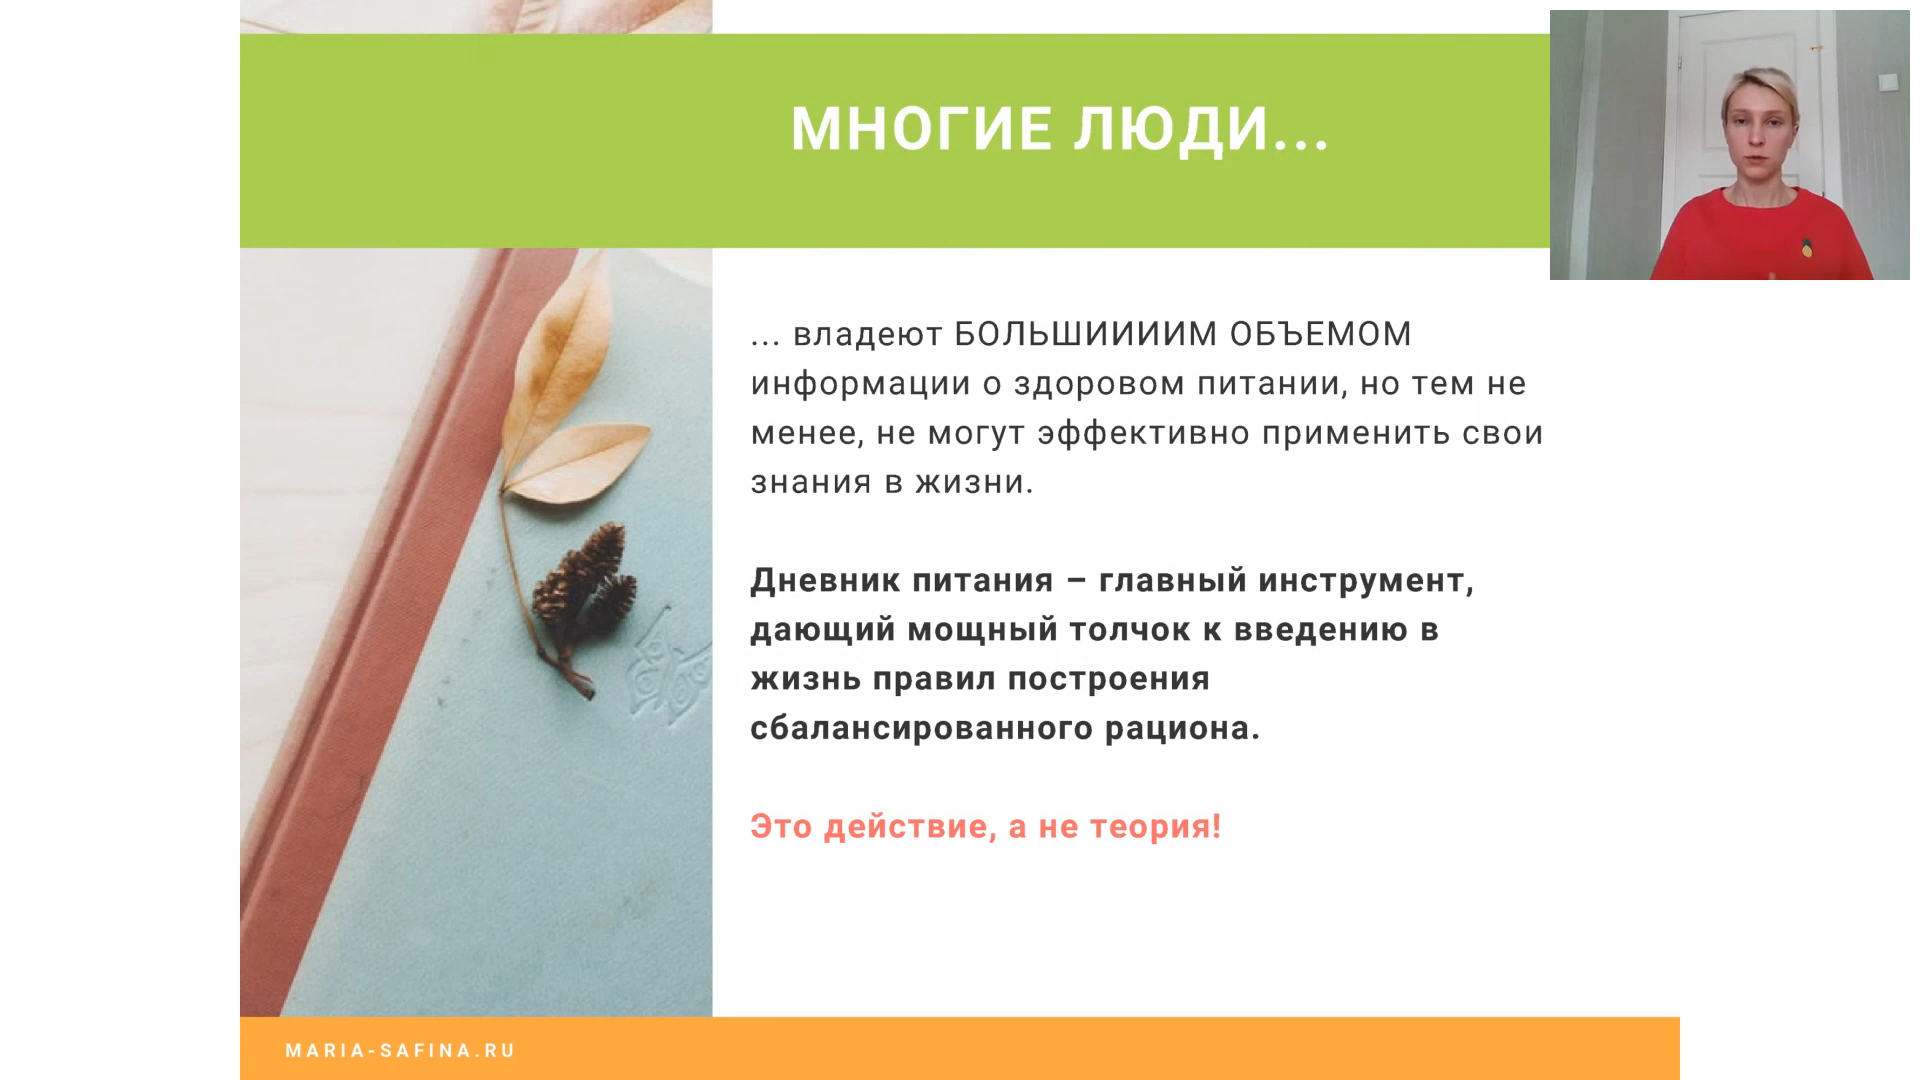 МНОГИЕ ЛЮДИ...
... владеют БОЛЬШИИИИМ ОБЪЕМОМ
информации о здоровом питании, но тем не
менее, не могут эффективно применить свои
знания в жизни.
Дневник питания – главный инструмент,
дающий мощный толчок к введению в
жизнь правил построения
сбалансированного рациона.
Это действие, а не теория!
MARIA-SAFINA.RU